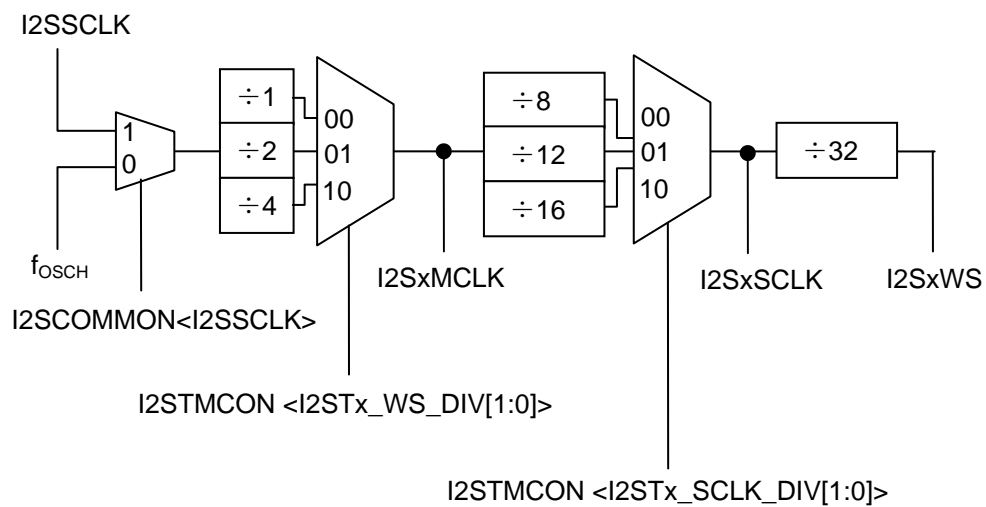 I2SSCLK
1
0
fOSCH
I2SCOMMON<I2SSCLK>
÷1
÷2
÷4
00
01
10
I2STMCON <I2STx_WS_DIV[1:0]>
I2SxMCLK
÷8
÷12
÷16
00
01
10
I2STMCON <I2STx_SCLK_DIV[1:0]>
I2SxSCLK
÷32
I2SxWS